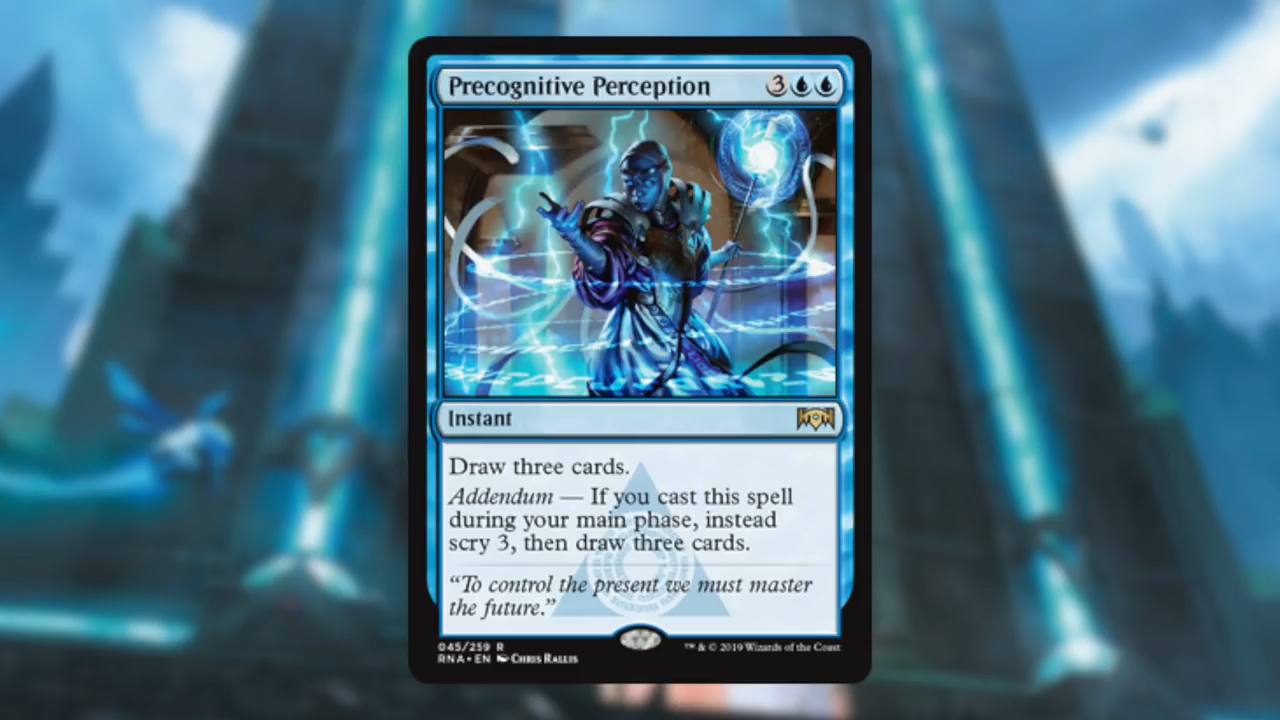 Precognitive Perception 3
Instant
Draw three cards.
Addendum — If you cast this spell
during your main phase, instead
scry 3, then draw three cards.
“To control the present we must master
the future.”
045/259 R
RNA • EN Chris Rallis
™ & © 2019 Wizards of the Coast